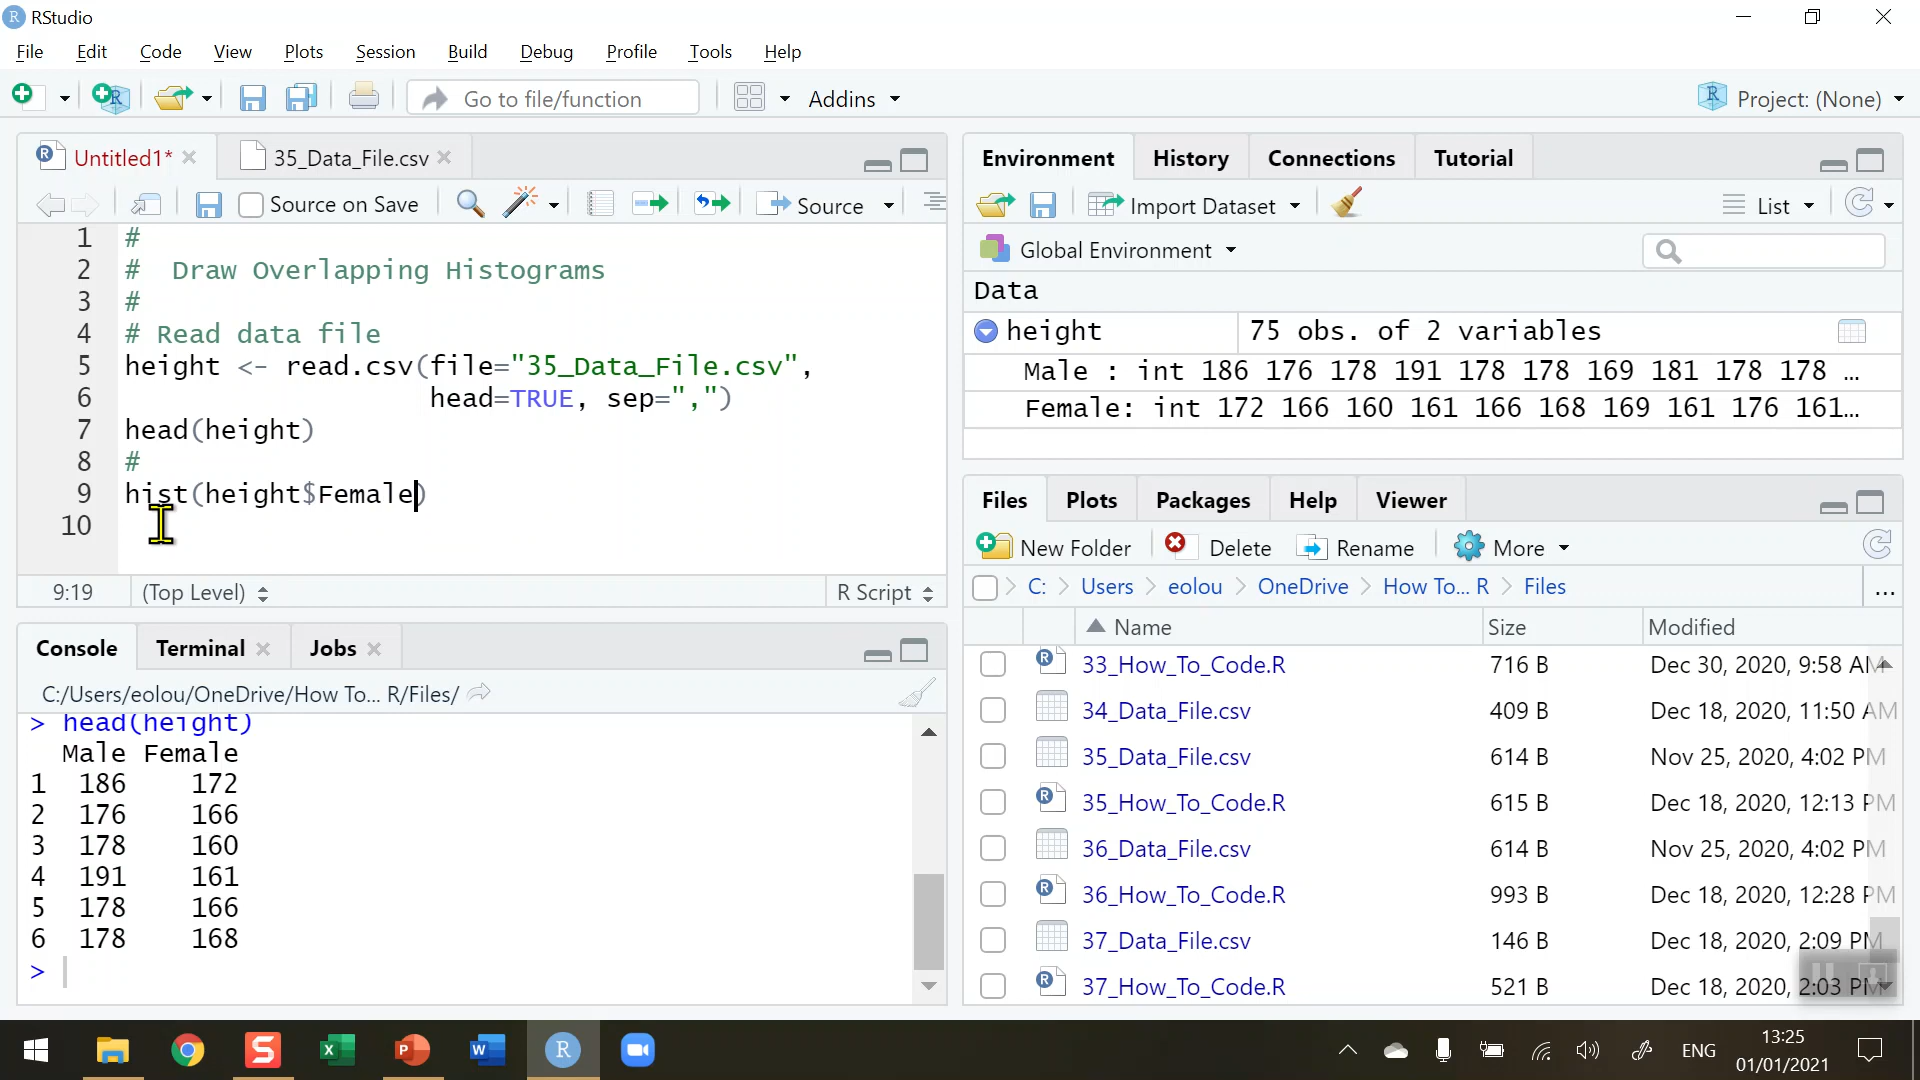 RStudio
File Edit Code View Plots Session Build Debug Profile Tools Help
Go to file/function Addins Project: (None)
Untitled1* 35_Data_File.csv
Source on Save Source
1 #
2 # Draw Overlapping Histograms
3 #
4 # Read data file
5 height <- read.csv(file="35_Data_File.csv",
6 head=TRUE, sep=",")
7 head(height)
8 #
9 hist(height$Female)
10
9:19 (Top Level) R Script
Console Terminal Jobs
C:/Users/eolou/OneDrive/How To... R/Files/
> head(height)
Male Female
1 186 172
2 176 166
3 178 160
4 191 161
5 178 166
6 178 168
>
Environment History Connections Tutorial
Import Dataset List
Global Environment
Data
height 75 obs. of 2 variables
Male : int 186 176 178 191 178 178 169 181 178 178 ...
Female: int 172 166 160 161 166 168 169 161 176 161...
Files Plots Packages Help Viewer
New Folder Delete Rename More
C: Users eolou OneDrive How To... R Files ...
Name Size Modified
33_How_To_Code.R 716 B Dec 30, 2020, 9:58 AM
34_Data_File.csv 409 B Dec 18, 2020, 11:50 AM
35_Data_File.csv 614 B Nov 25, 2020, 4:02 PM
35_How_To_Code.R 615 B Dec 18, 2020, 12:13 PM
36_Data_File.csv 614 B Nov 25, 2020, 4:02 PM
36_How_To_Code.R 993 B Dec 18, 2020, 12:28 PM
37_Data_File.csv 146 B Dec 18, 2020, 2:09 PM
37_How_To_Code.R 521 B Dec 18, 2020, 2:03 PM
ENG 13:25
01/01/2021